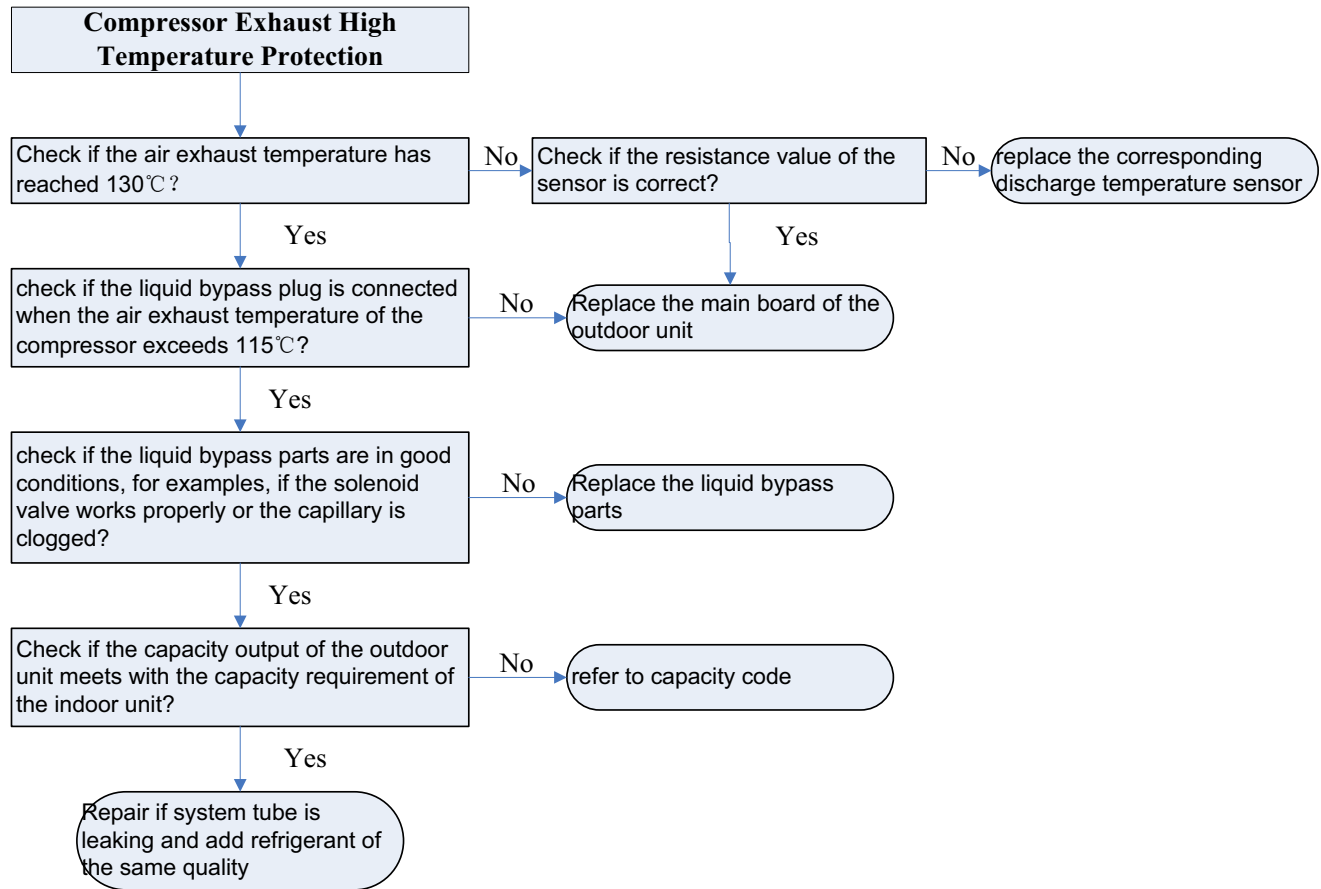 Compressor Exhaust High
Temperature Protection
Check if the air exhaust temperature has
reached 130℃？
No
Check if the resistance value of the
sensor is correct?
No
replace the corresponding
discharge temperature sensor
Yes
Yes
check if the liquid bypass plug is connected
when the air exhaust temperature of the
compressor exceeds 115℃?
No
Replace the main board of the
outdoor unit
Yes
check if the liquid bypass parts are in good
conditions, for examples, if the solenoid
valve works properly or the capillary is
clogged?
No
Replace the liquid bypass
parts
Yes
Check if the capacity output of the outdoor
unit meets with the capacity requirement of
the indoor unit?
No
refer to capacity code
Yes
Repair if system tube is
leaking and add refrigerant of
the same quality